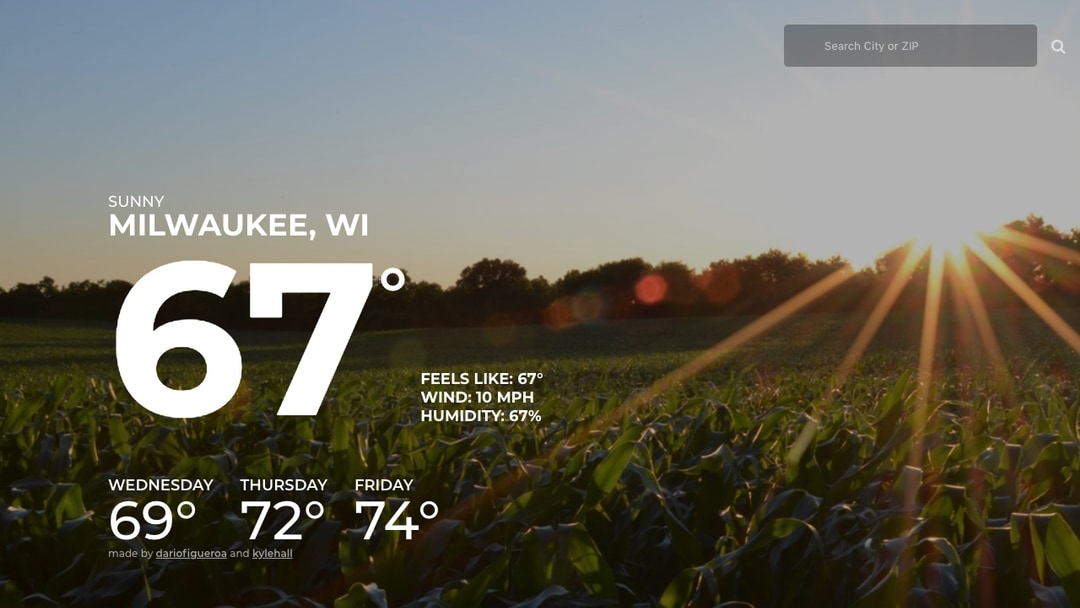 Search City or ZIP
SUNNY
MILWAUKEE, WI
67°
FEELS LIKE: 67°
WIND: 10 MPH
HUMIDITY: 67%
WEDNESDAY THURSDAY FRIDAY
69° 72° 74°
made by dariofigueroa and kylehall